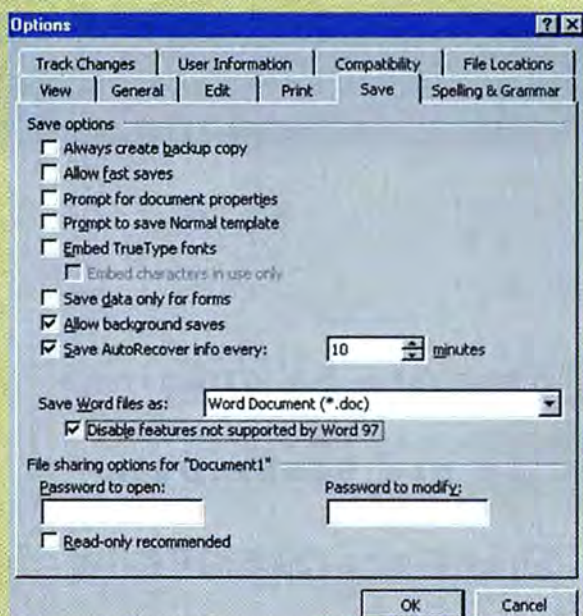 Options
Track Changes User Information Compatibility File Locations
View General Edit Print Save Spelling & Grammar
Save options
Always create backup copy
Allow fast saves
Prompt for document properties
Prompt to save Normal template
Embed TrueType fonts
Embed characters in use only
Save data only for forms
Allow background saves
Save AutoRecover info every: 10 minutes
Save Word files as: Word Document (*.doc)
Disable features not supported by Word 97
File sharing options for "Document1"
Password to open: Password to modify:
Read-only recommended
OK Cancel